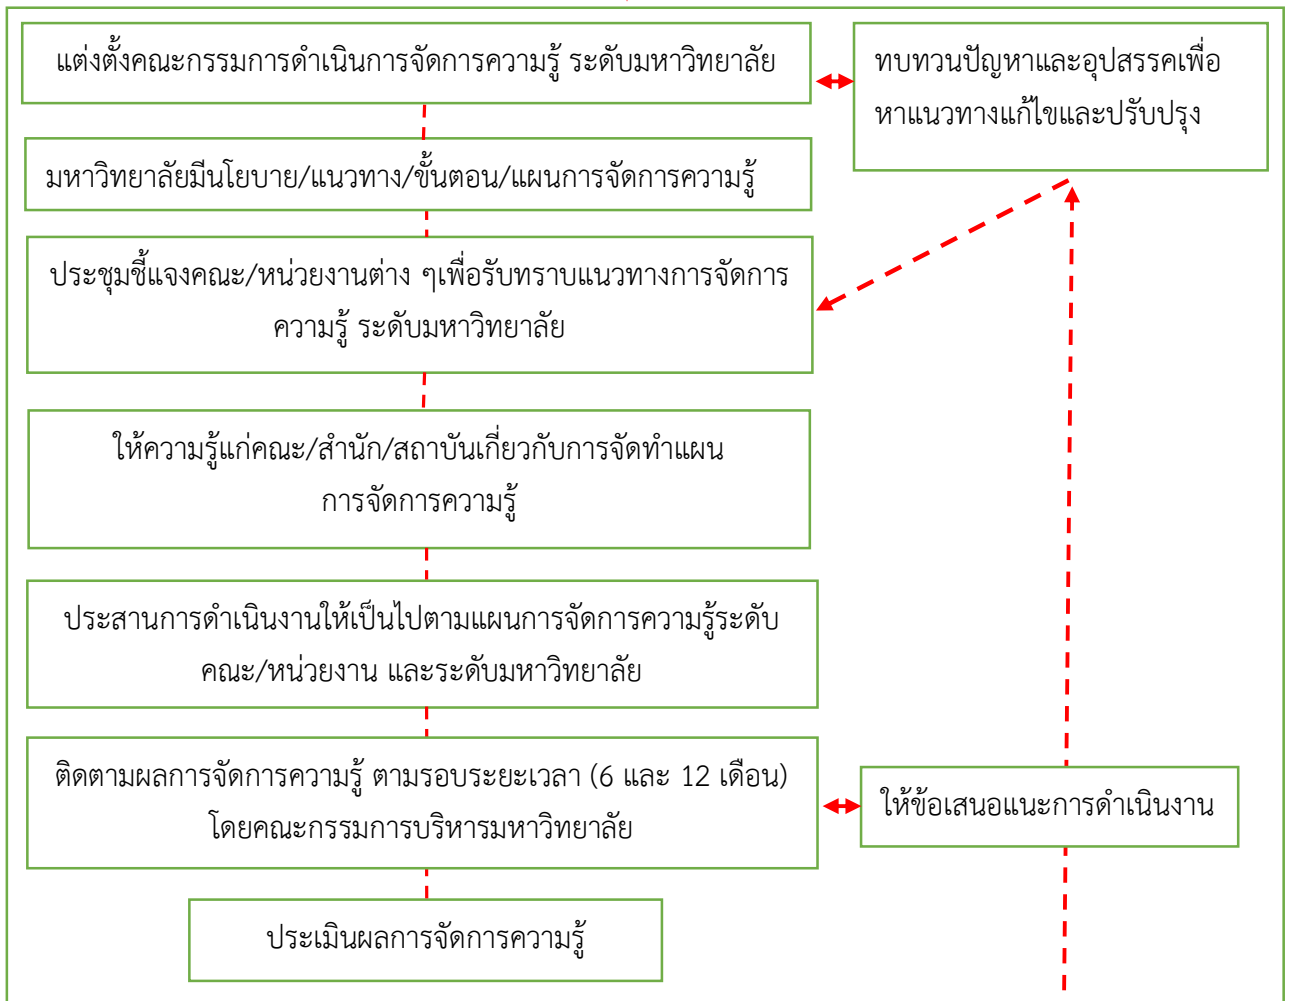 แต่งตั้งคณะกรรมการดำเนินการจัดการความรู้ ระดับมหาวิทยาลัย
ทบทวนปัญหาและอุปสรรคเพื่อ
หาแนวทางแก้ไขและปรับปรุง
มหาวิทยาลัยมีนโยบาย/แนวทาง/ขั้นตอน/แผนการจัดการความรู้
ประชุมชี้แจงคณะ/หน่วยงานต่าง ๆเพื่อรับทราบแนวทางการจัดการ
ความรู้ ระดับมหาวิทยาลัย
ให้ความรู้แก่คณะ/สำนัก/สถาบันเกี่ยวกับการจัดทำแผน
การจัดการความรู้
ประสานการดำเนินงานให้เป็นไปตามแผนการจัดการความรู้ระดับ
คณะ/หน่วยงาน และระดับมหาวิทยาลัย
ติดตามผลการจัดการความรู้ ตามรอบระยะเวลา (6 และ 12 เดือน)
โดยคณะกรรมการบริหารมหาวิทยาลัย
ให้ข้อเสนอแนะการดำเนินงาน
ประเมินผลการจัดการความรู้